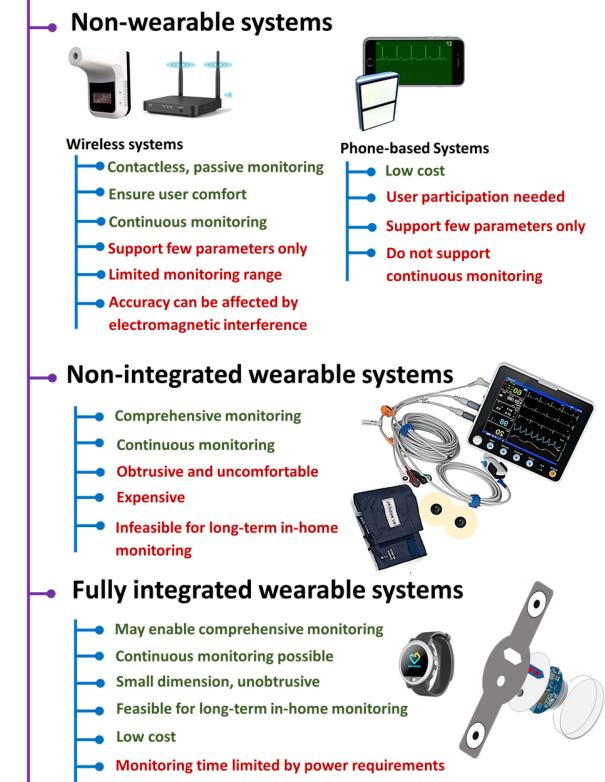 Non-wearable systems
12
Wireless systems
Contactless, passive monitoring
Ensure user comfort
Continuous monitoring
Support few parameters only
Limited monitoring range
Accuracy can be affected by
electromagnetic interference
Phone-based Systems
Low cost
User participation needed
Support few parameters only
Do not support
continuous monitoring
Non-integrated wearable systems
Comprehensive monitoring
Continuous monitoring
Obtrusive and uncomfortable
Expensive
Infeasible for long-term in-home
monitoring
Fully integrated wearable systems
May enable comprehensive monitoring
Continuous monitoring possible
Small dimension, unobtrusive
Feasible for long-term in-home monitoring
Low cost
Monitoring time limited by power requirements